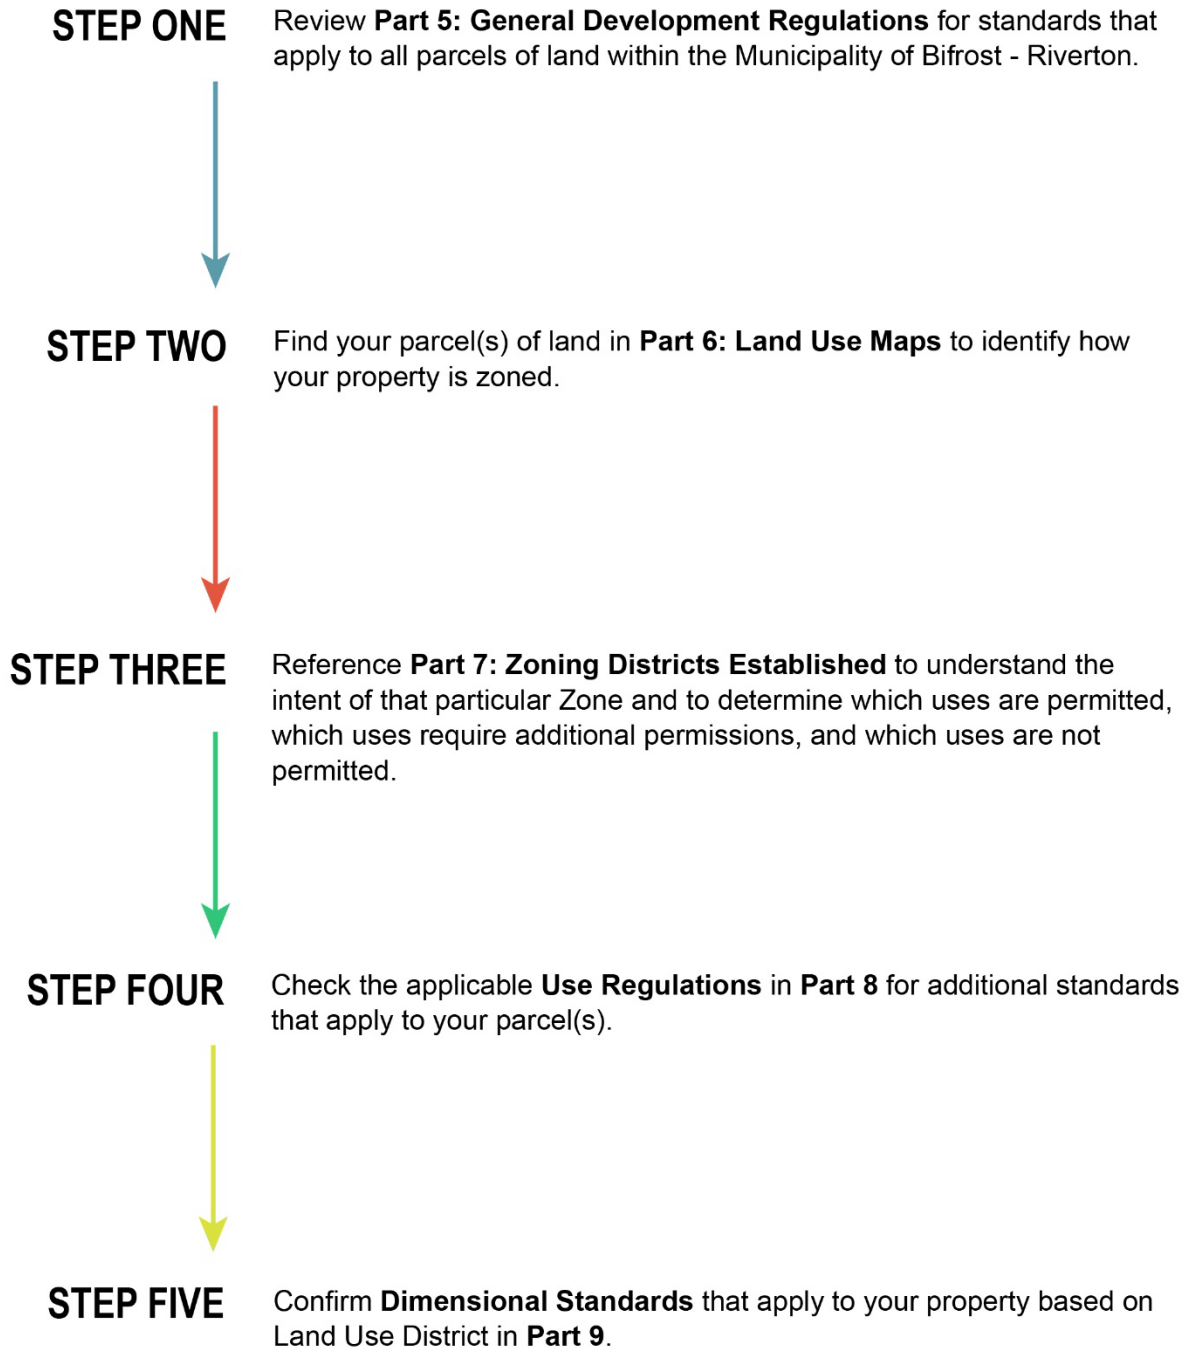 STEP ONE
Review Part 5: General Development Regulations for standards that
apply to all parcels of land within the Municipality of Bifrost - Riverton.
STEP TWO
Find your parcel(s) of land in Part 6: Land Use Maps to identify how
your property is zoned.
STEP THREE
Reference Part 7: Zoning Districts Established to understand the
intent of that particular Zone and to determine which uses are permitted,
which uses require additional permissions, and which uses are not
permitted.
STEP FOUR
Check the applicable Use Regulations in Part 8 for additional standards
that apply to your parcel(s).
STEP FIVE
Confirm Dimensional Standards that apply to your property based on
Land Use District in Part 9.